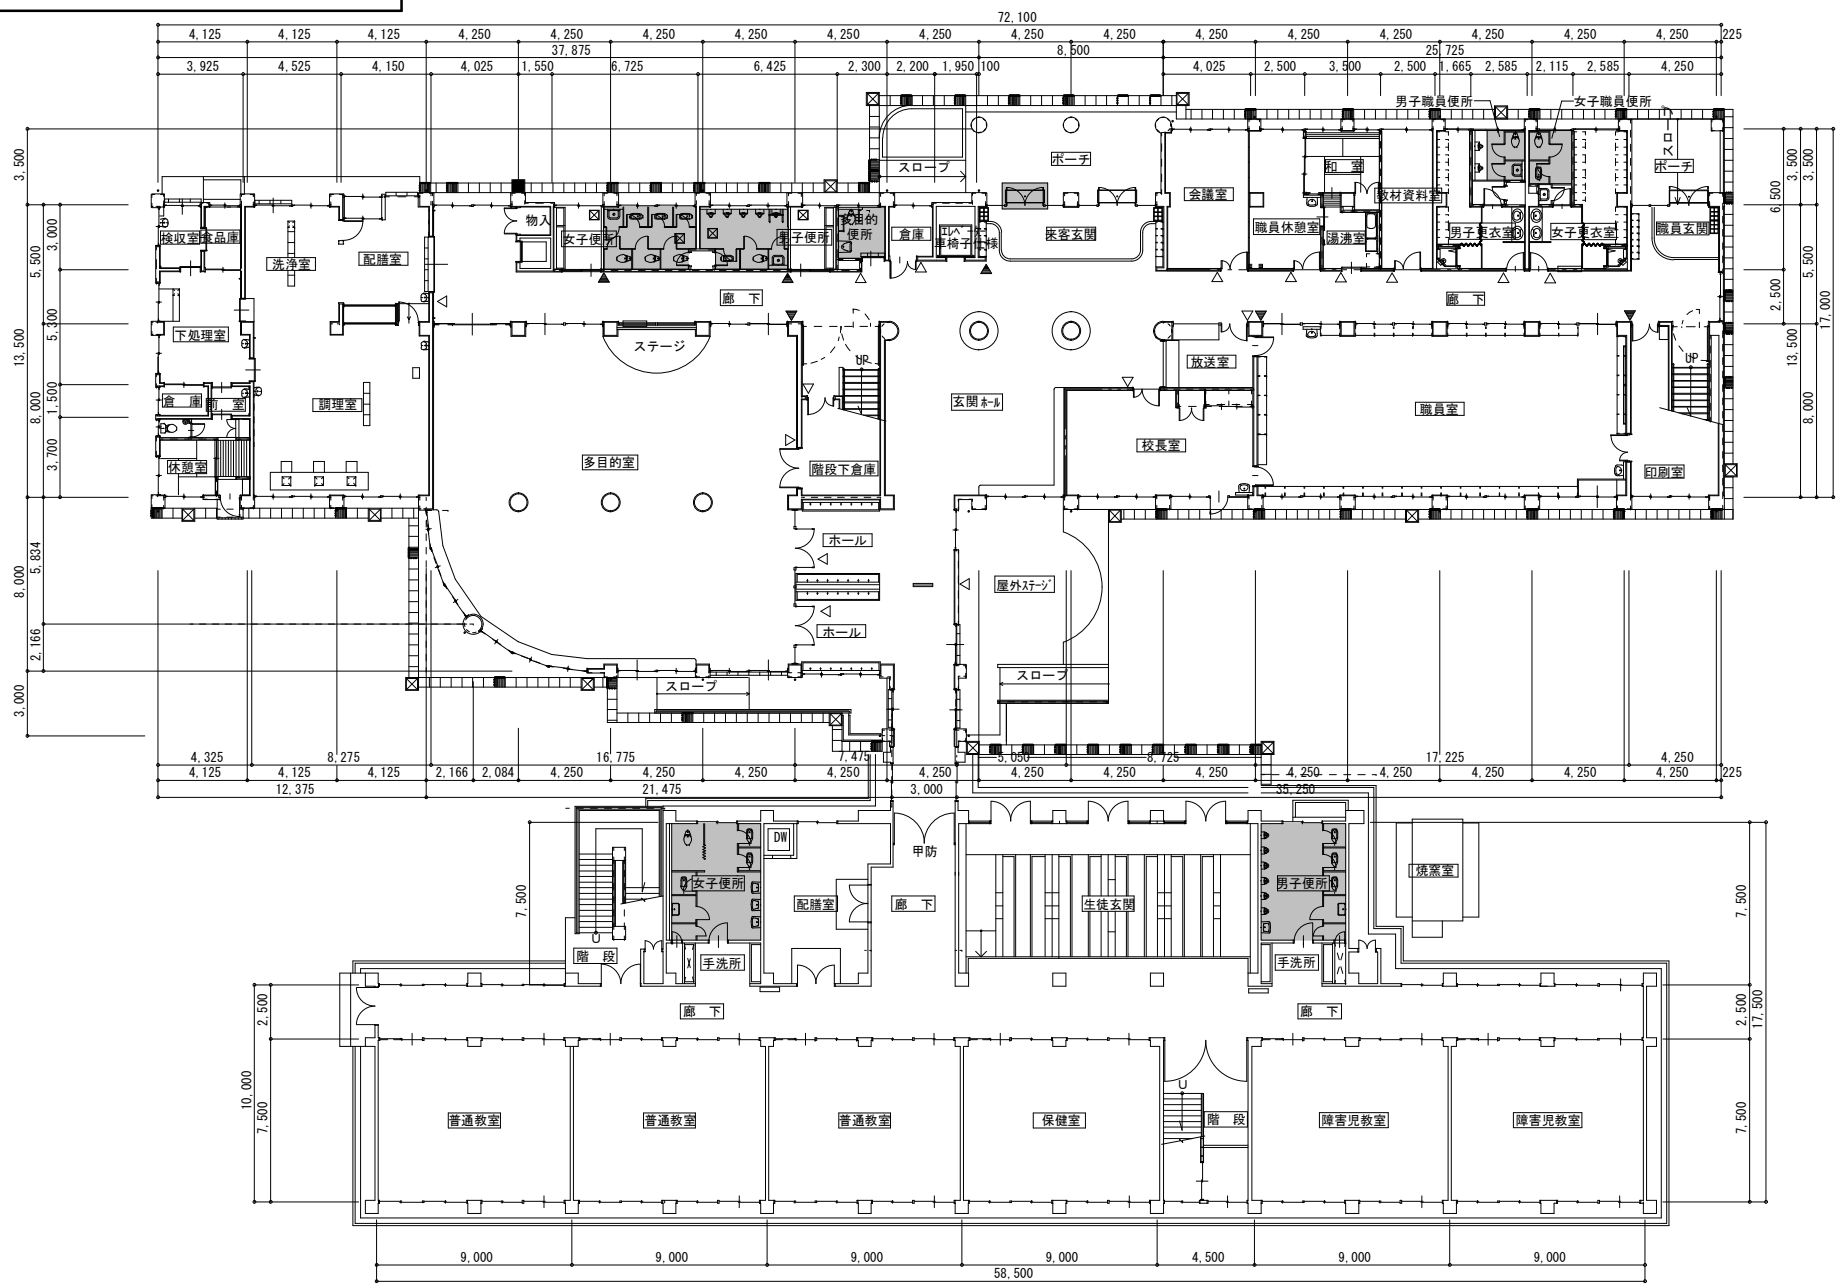 72,100
4,125 4,125 4,125 4,250 4,250 4,250 4,250 4,250 4,250 4,250 4,250 4,250 4,250 4,250 4,250 4,250 225
37,875 8,500 25,725
3,925 4,525 4,150 4,025 1,550 6,725 6,425 2,300 2,200 1,950 100 4,025 2,500 3,500 2,500 1,665 2,585 2,115 2,585 4,250
男子職員便所 女子職員便所
スロープ ポーチ 和室 スロープ ポーチ
会議室 教材資料室
物入 女子便所 男子便所 多目的便所 倉庫 車椅子仕様 来客玄関 職員休憩室 湯沸室 男子更衣室 女子更衣室 職員玄関
検収室 食品庫
洗浄室 配膳室
廊下 廊下
下処理室 ステージ UP 放送室 UP
倉庫 前室 調理室 玄関ホール 職員室
校長室
休憩室 多目的室 階段下倉庫 印刷室
ホール
屋外ステージ
ホール
スロープ スロープ
3,500
3,000
5,500
5,300
13,500
1,500
8,000
3,700
5,834
8,000
2,166
3,000
3,500 3,500
6,500
5,500
2,500 17,000
13,500
8,000
4,325 8,275 16,775 7,475 5,050 8,725 17,225 4,250
4,125 4,125 4,125 2,166 2,084 4,250 4,250 4,250 4,250 4,250 4,250 4,250 4,250 4,250 4,250 4,250 4,250 4,250 225
12,375 21,475 3,000 35,250
DW
甲防
焼窯室
女子便所 配膳室 廊下 生徒玄関 男子便所
7,500
U
階段 手洗所 手洗所
廊下 廊下
2,500
10,000
7,500
7,500
2,500 17,500
7,500
U
普通教室 普通教室 普通教室 保健室 階段 障害児教室 障害児教室
9,000 9,000 9,000 9,000 4,500 9,000 9,000
58,500